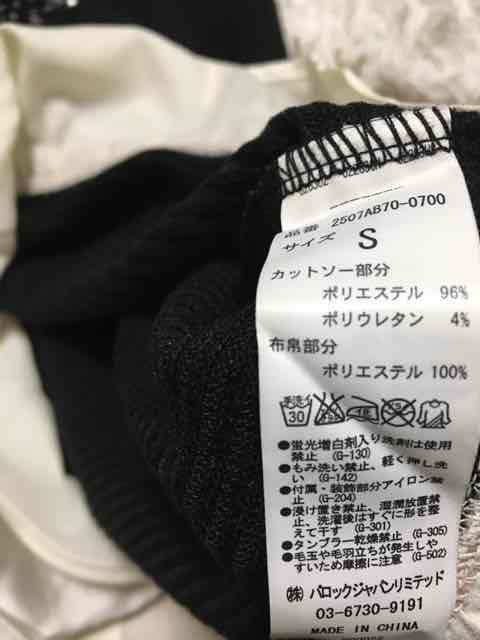 品番 2507AB70-0700
サイズ S
カットソー部分
ポリエステル 96%
ポリウレタン 4%
布帛部分
ポリエステル 100%
手洗イ 30
●蛍光増白剤入り洗剤は使用
禁止 (G-130)
●もみ洗い禁止、軽く押し洗
い (G-142)
●付属・装飾部分アイロン禁
止 (G-204)
●浸け置き禁止、湿潤放置禁
止、洗濯後はすぐに形を整
えて干す (G-301)
●タンブラー乾燥禁止 (G-305)
●毛玉や毛羽立ちが発生しや
すいため摩擦に注意 (G-502)
㈱ バロックジャパンリミテッド
03-6730-9191
MADE IN CHINA